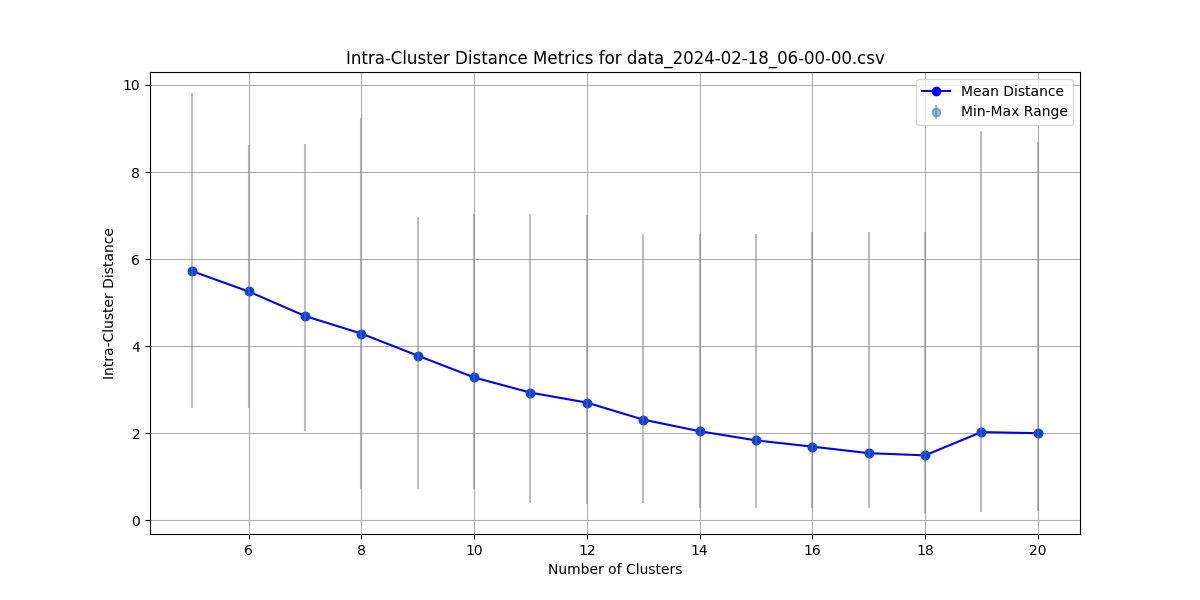 Intra-Cluster Distance Metrics for data_2024-02-18_06-00-00.csv
Mean Distance
Min-Max Range
10
8
6
4
2
0
Intra-Cluster Distance
6 8 10 12 14 16 18 20
Number of Clusters